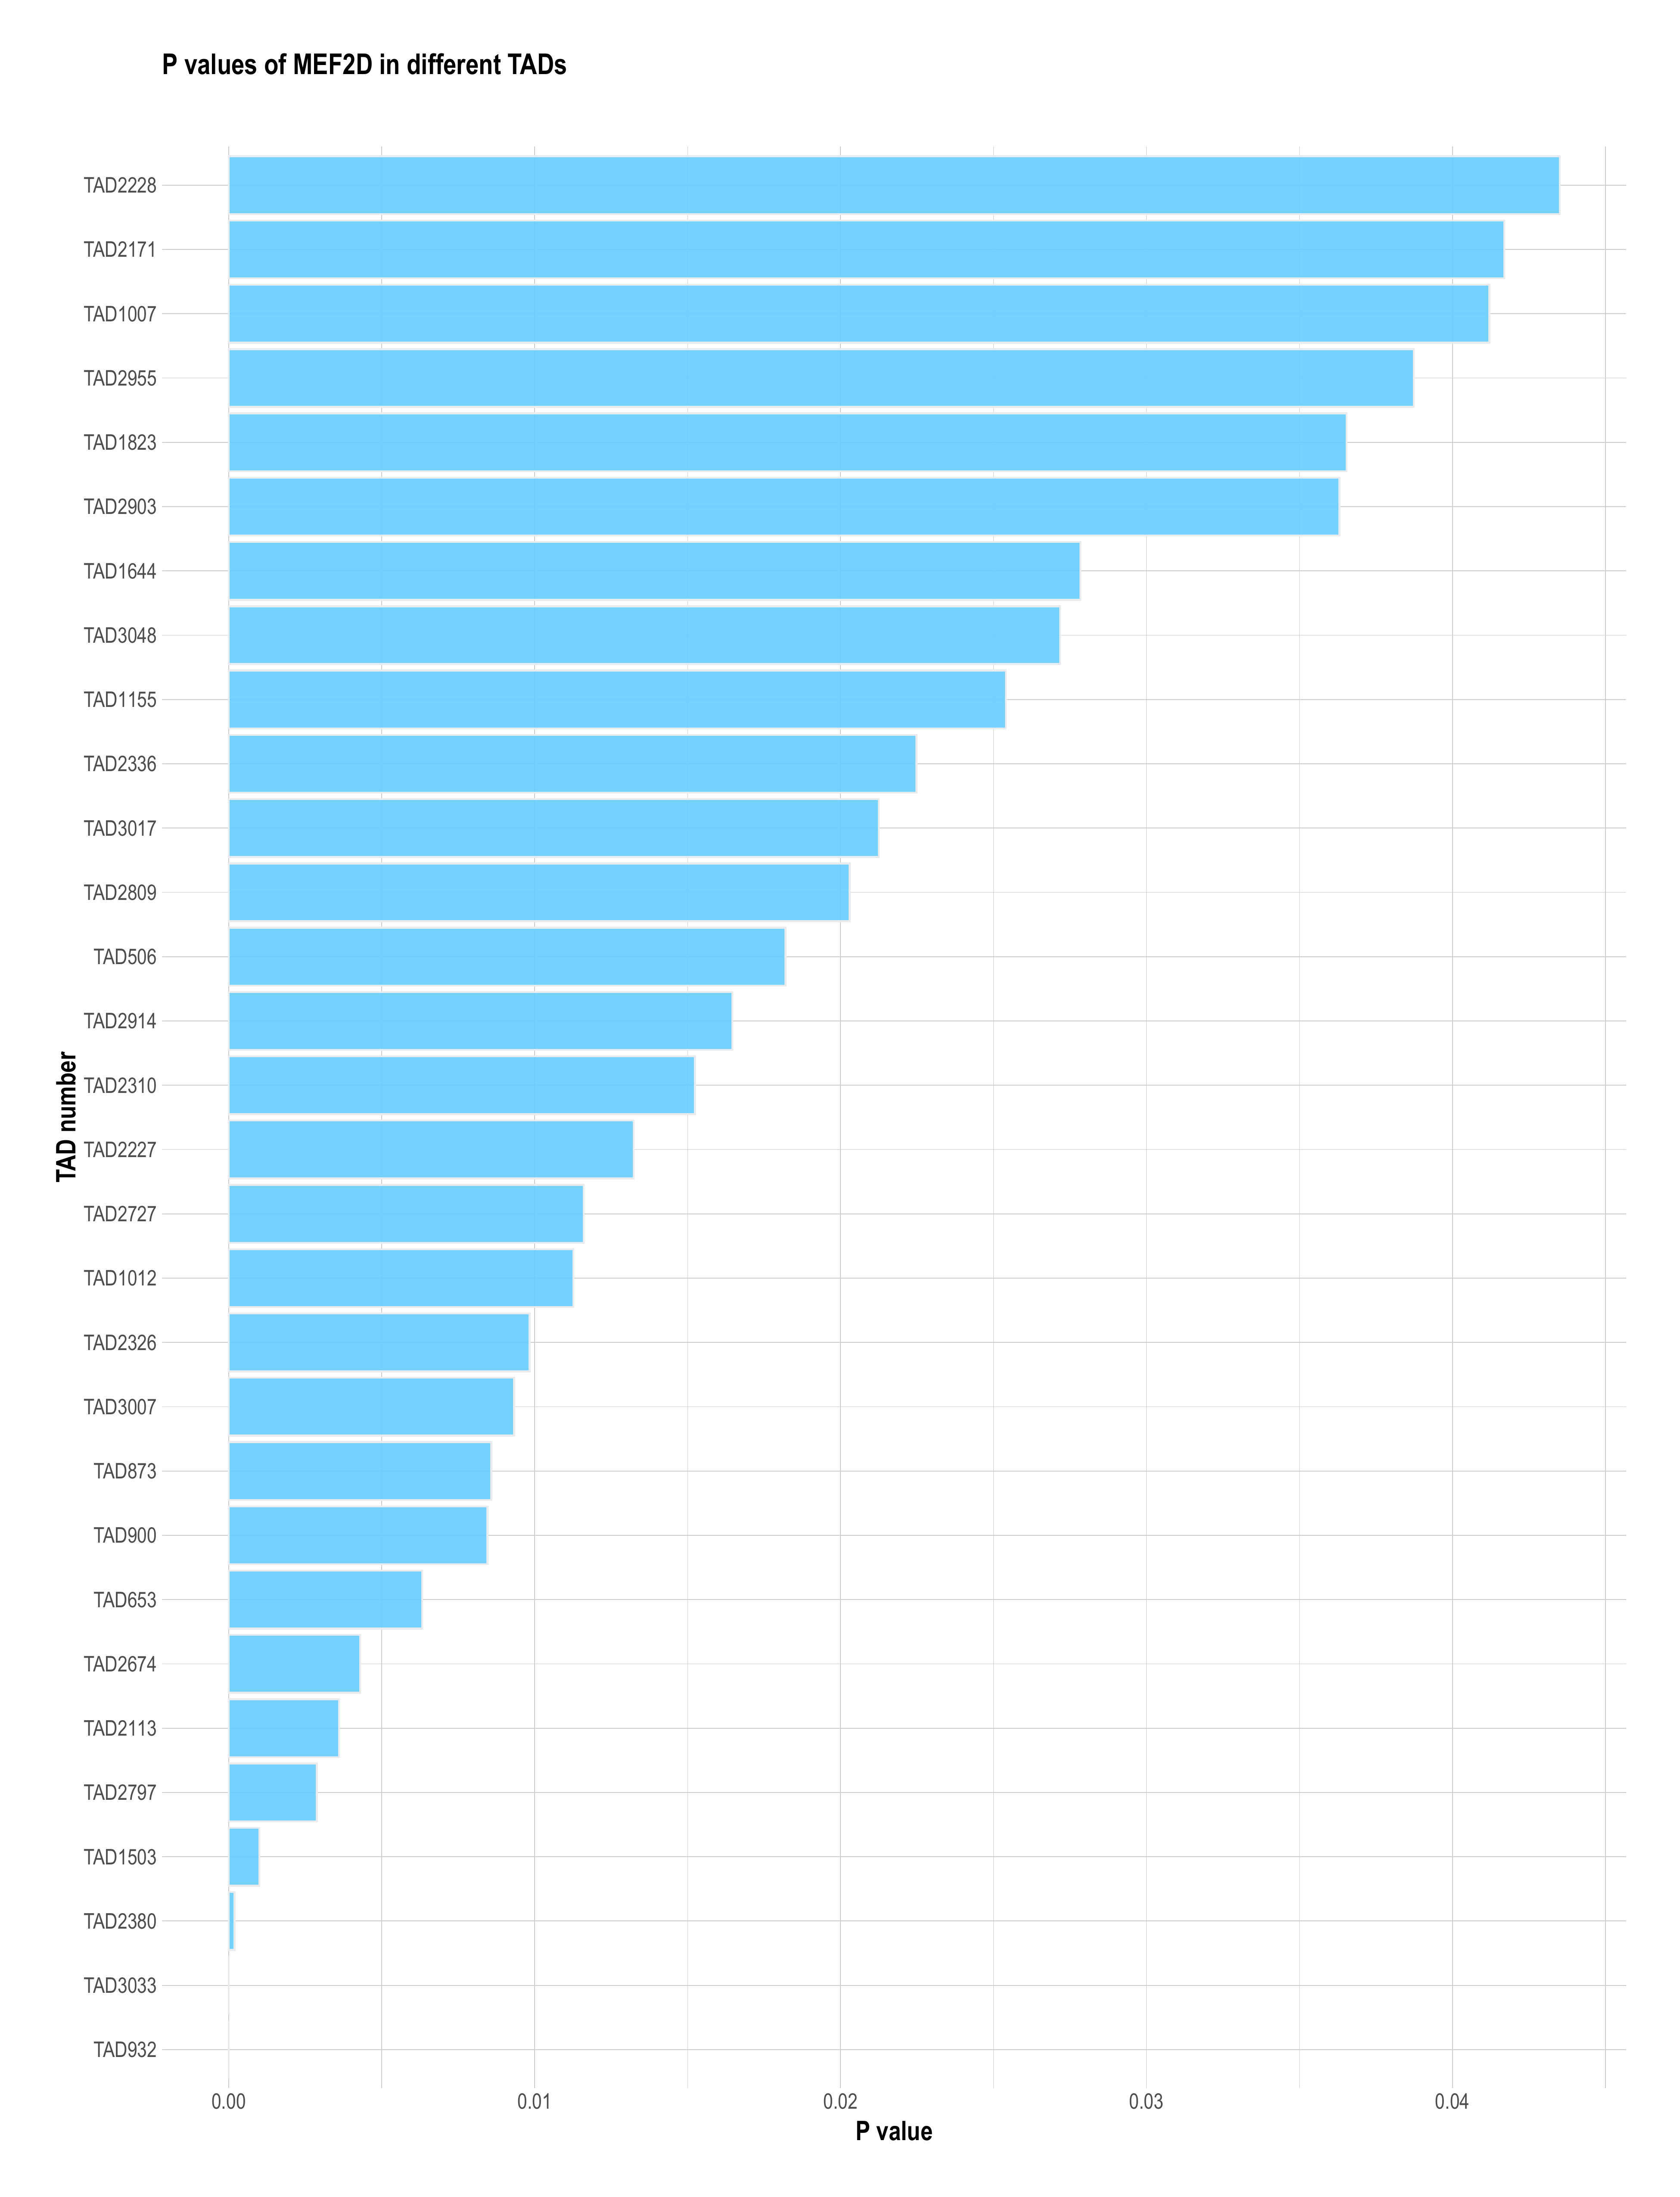 P values of MEF2D in different TADs
TAD2228
TAD2171
TAD1007
TAD2955
TAD1823
TAD2903
TAD1644
TAD3048
TAD1155
TAD2336
TAD3017
TAD2809
TAD506
TAD2914
TAD2310
TAD2227
TAD2727
TAD1012
TAD2326
TAD3007
TAD873
TAD900
TAD653
TAD2674
TAD2113
TAD2797
TAD1503
TAD2380
TAD3033
TAD932
TAD number
0.00 0.01 0.02 0.03 0.04
P value